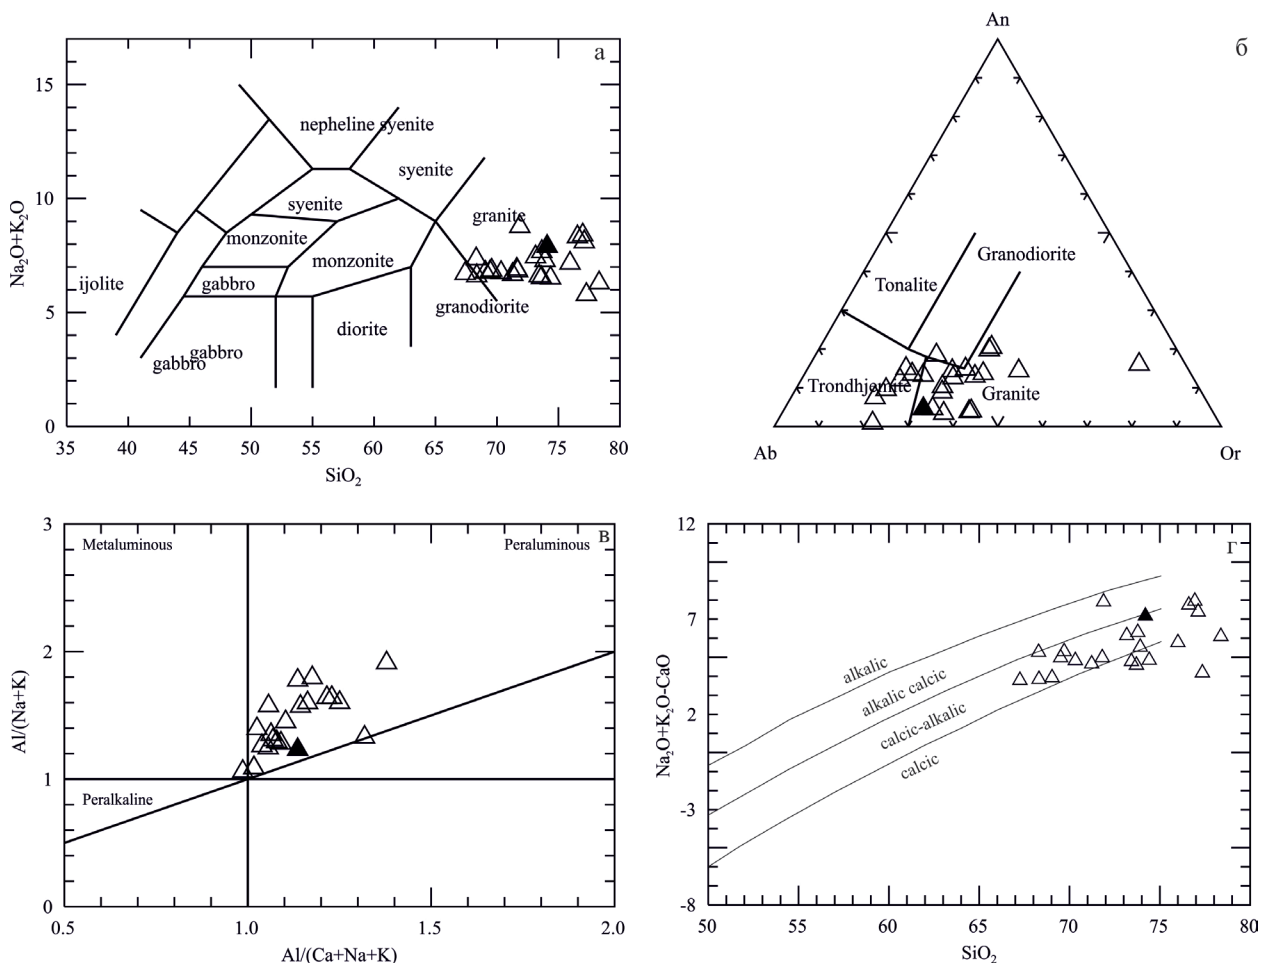 а
15
10
5
0
Na₂O+K₂O
nepheline syenite
syenite
syenite
granite
monzonite
monzonite
ijolite
gabbro
granodiorite
diorite
gabbro
gabbro
35 40 45 50 55 60 65 70 75 80
SiO₂
An
б
Granodiorite
Tonalite
Trondhjemite
Granite
Ab
Or
3
2
1
0
Al/(Na+K)
Metaluminous
Peraluminous
в
Peralkaline
0.5 1.0 1.5 2.0
Al/(Ca+Na+K)
12
7
2
-3
-8
Na₂O+K₂O-CaO
г
alkalic
alkalic calcic
calcic-alkalic
calcic
50 55 60 65 70 75 80
SiO₂